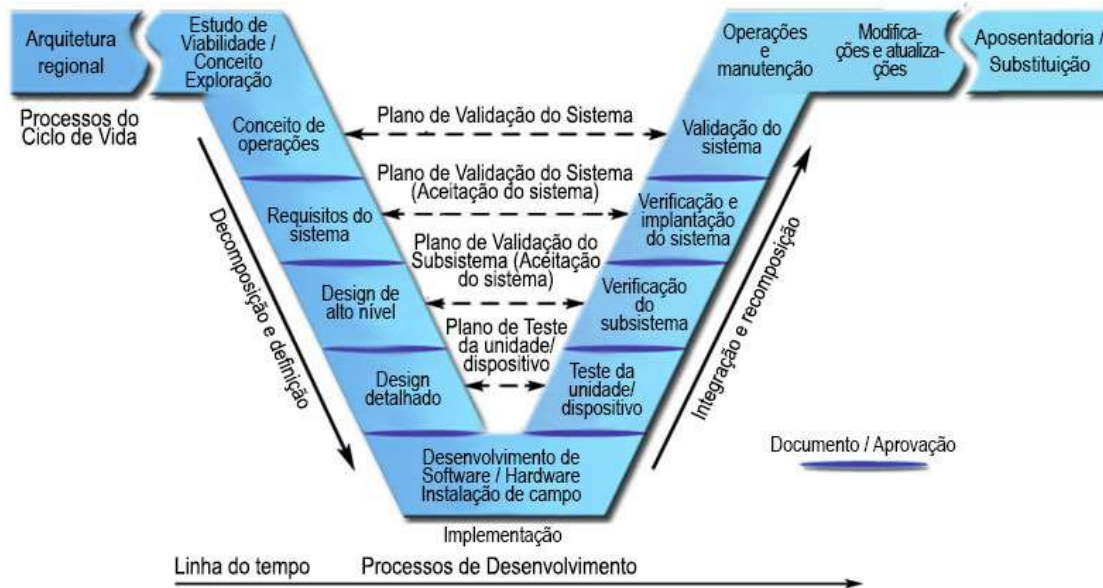 Arquitetura
regional
Estudo de
Viabilidade /
Conceito
Exploração
Operações
e
manutenção
Modifica-
ções e atualiza-
ções
Aposentadoria /
Substituição
Processos do
Ciclo de Vida
Conceito de
operações
Plano de Validação do Sistema
Validação do
sistema
Requisitos do
sistema
Plano de Validação do Sistema
(Aceitação do sistema)
Verificação e
implantação
do sistema
Design de
alto nível
Plano de Validação do
Subsistema (Aceitação
do sistema)
Verificação
do
subsistema
Design
detalhado
Plano de Teste
da unidade/
dispositivo
Teste da
unidade/
dispositivo
Decomposição e definição
Integração e recomposição
Desenvolvimento de
Software / Hardware
Instalação de campo
Implementação
Documento / Aprovação
Linha do tempo
Processos de Desenvolvimento